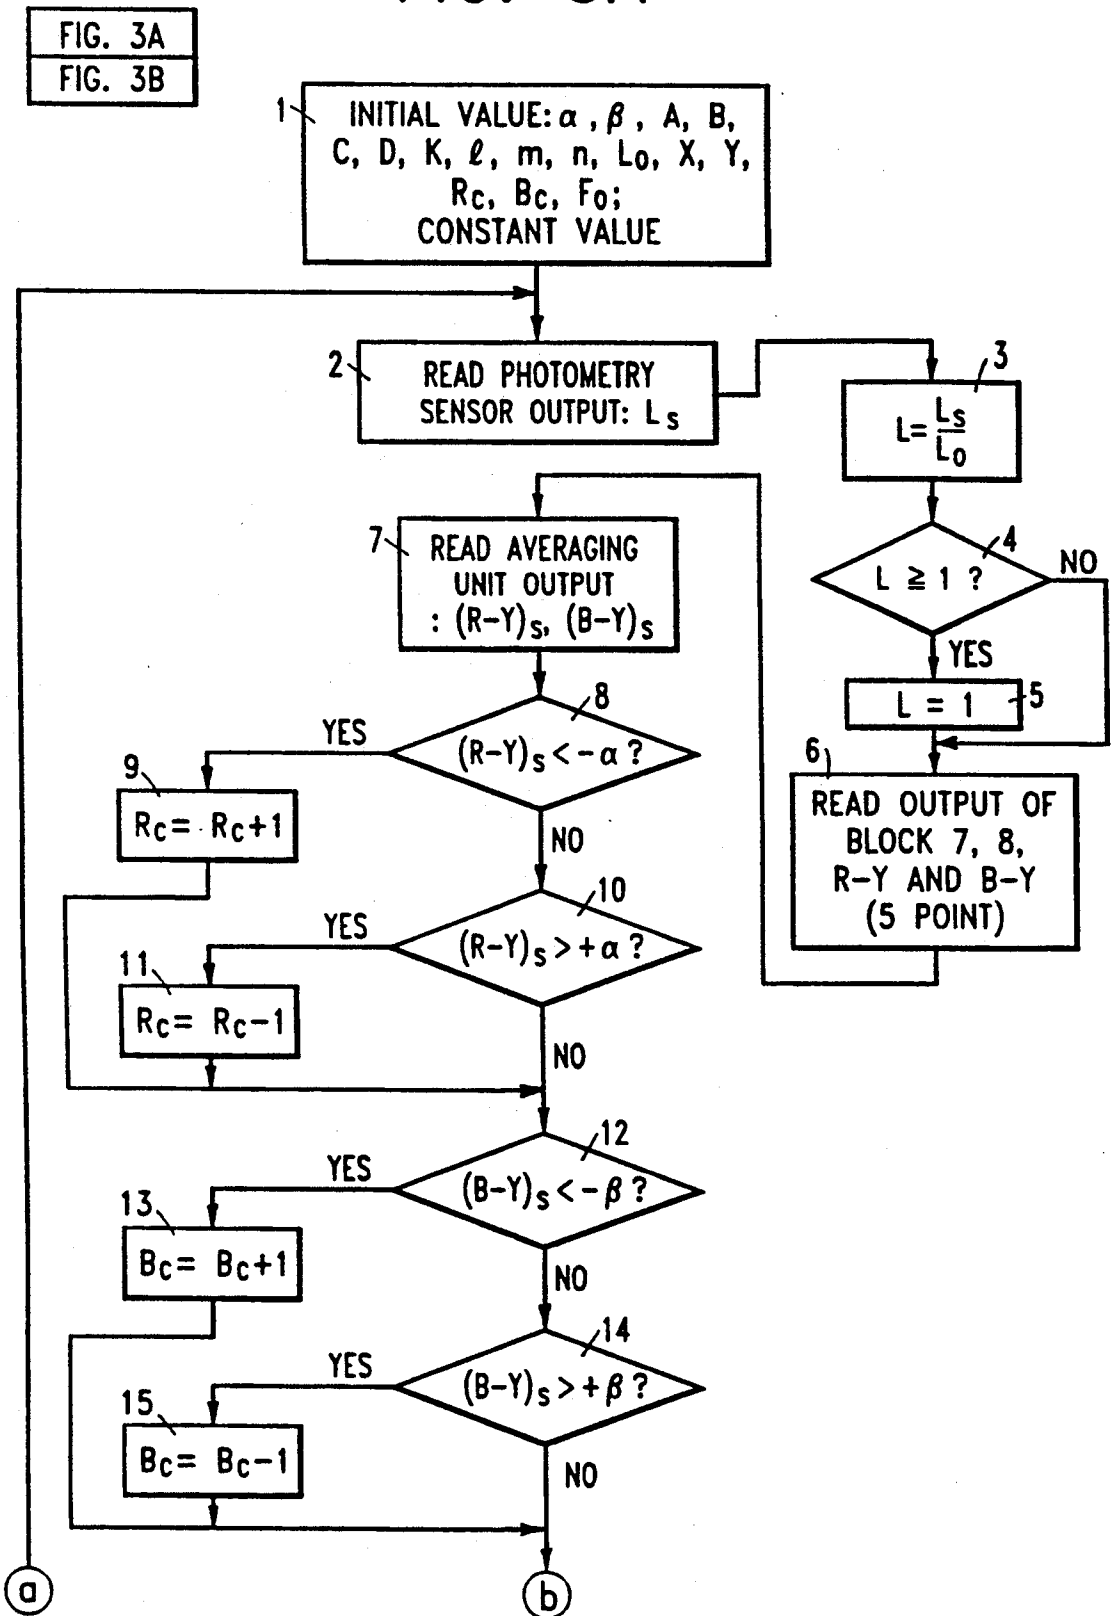 FIG. 3A
FIG. 3B
1
INITIAL VALUE: α, β, A, B,
C, D, K, ℓ, m, n, L₀, X, Y,
Rc, Bc, F₀;
CONSTANT VALUE
2
READ PHOTOMETRY
SENSOR OUTPUT: Ls
3
L= Ls/L₀
4
L ≧ 1 ?
NO
YES
L = 1
5
6
READ OUTPUT OF
BLOCK 7, 8,
R-Y AND B-Y
(5 POINT)
7
READ AVERAGING
UNIT OUTPUT
: (R-Y)s, (B-Y)s
8
YES
(R-Y)s < -α ?
9
Rc= Rc+1
NO
10
YES
(R-Y)s > +α ?
11
Rc= Rc-1
NO
12
YES
(B-Y)s < -β ?
13
Bc= Bc+1
NO
14
YES
(B-Y)s > +β ?
15
Bc= Bc-1
NO
a
b